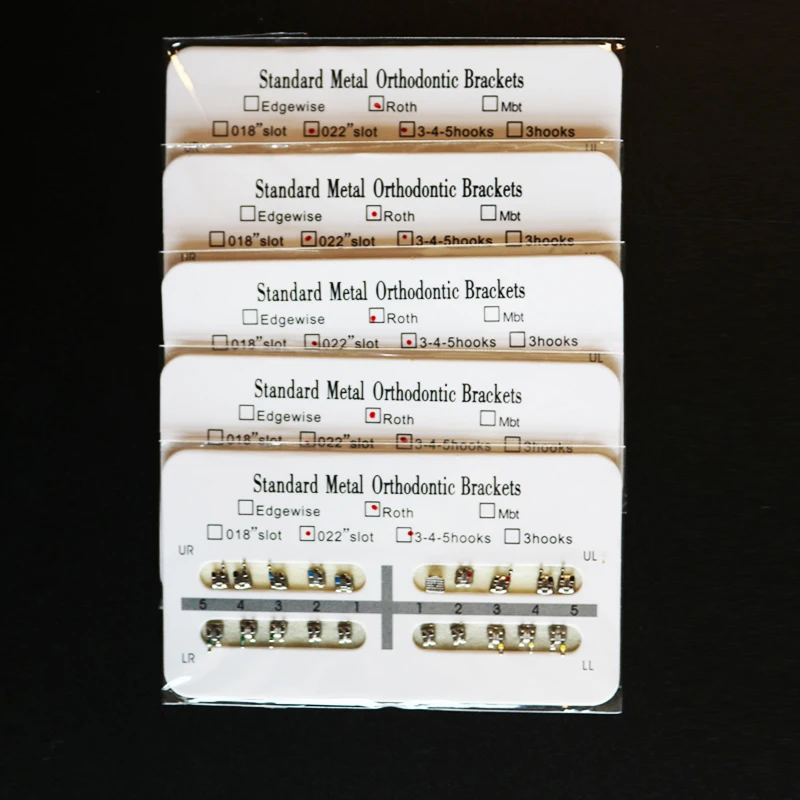 Standard Metal Orthodontic Brackets
Edgewise Roth Mbt
018”slot 022”slot 3-4-5hooks 3hooks
UR UL
Standard Metal Orthodontic Brackets
Edgewise Roth Mbt
018”slot 022”slot 3-4-5hooks 3hooks
UR UL
Standard Metal Orthodontic Brackets
Edgewise Roth Mbt
018”slot 022”slot 3-4-5hooks 3hooks
UL
Standard Metal Orthodontic Brackets
Edgewise Roth Mbt
018”slot 022”slot 3-4-5hooks 3hooks
Standard Metal Orthodontic Brackets
Edgewise Roth Mbt
018”slot 022”slot 3-4-5hooks 3hooks
UR UL
5 4 3 2 1 1 2 3 4 5
LR LL